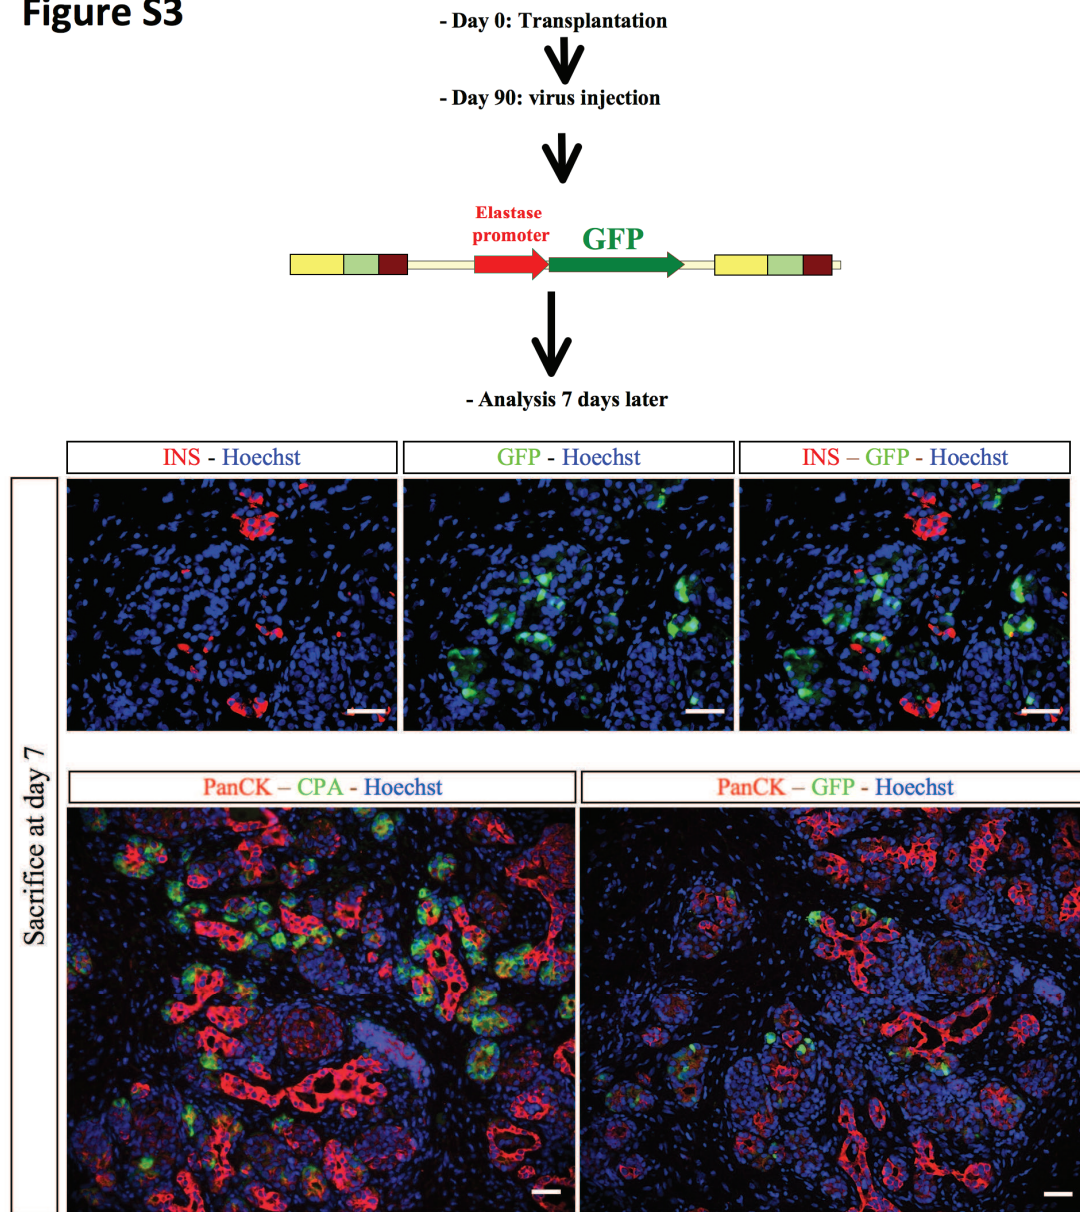 Figure S3
- Day 0: Transplantation
- Day 90: virus injection
Elastase
promoter
GFP
- Analysis 7 days later
INS - Hoechst
GFP - Hoechst
INS – GFP - Hoechst
Sacrifice at day 7
PanCK – CPA - Hoechst
PanCK – GFP - Hoechst